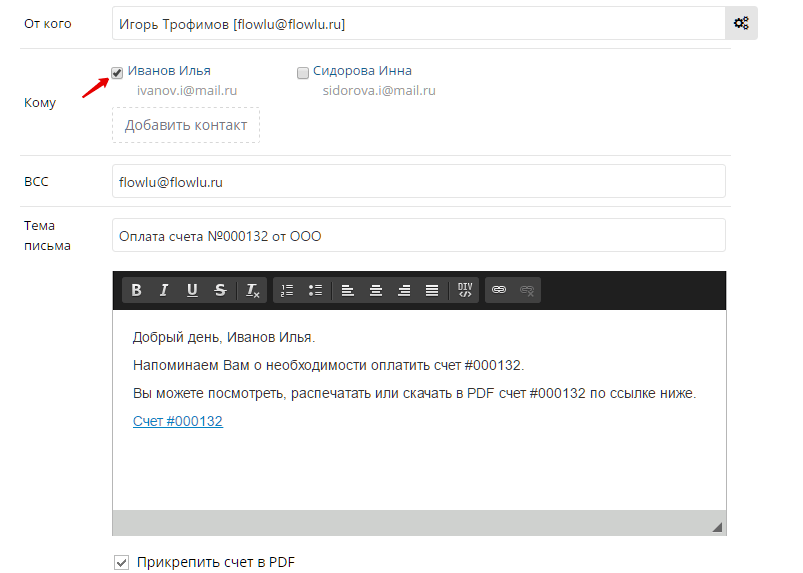 От кого
Игорь Трофимов [flowlu@flowlu.ru]
Кому
Иванов Илья
ivanov.i@mail.ru
Сидорова Инна
sidorova.i@mail.ru
Добавить контакт
BCC
flowlu@flowlu.ru
Тема
письма
Оплата счета №000132 от ООО
B I U S Tx DIV
Добрый день, Иванов Илья.
Напоминаем Вам о необходимости оплатить счет #000132.
Вы можете посмотреть, распечатать или скачать в PDF счет #000132 по ссылке ниже.
Счет #000132
Прикрепить счет в PDF